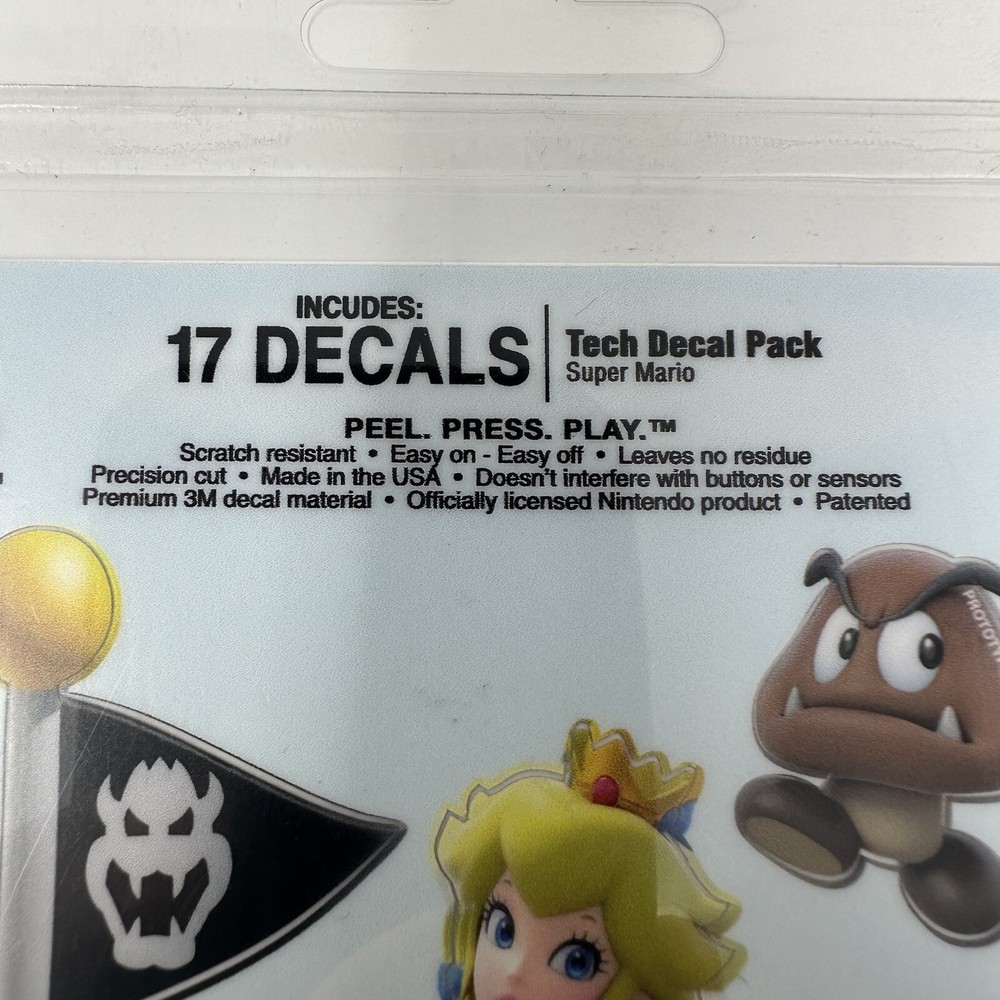 INCUDES:
17 DECALS
Tech Decal Pack
Super Mario
PEEL. PRESS. PLAY.™
Scratch resistant • Easy on - Easy off • Leaves no residue
Precision cut • Made in the USA • Doesn't interfere with buttons or sensors
Premium 3M decal material • Officially licensed Nintendo product • Patented